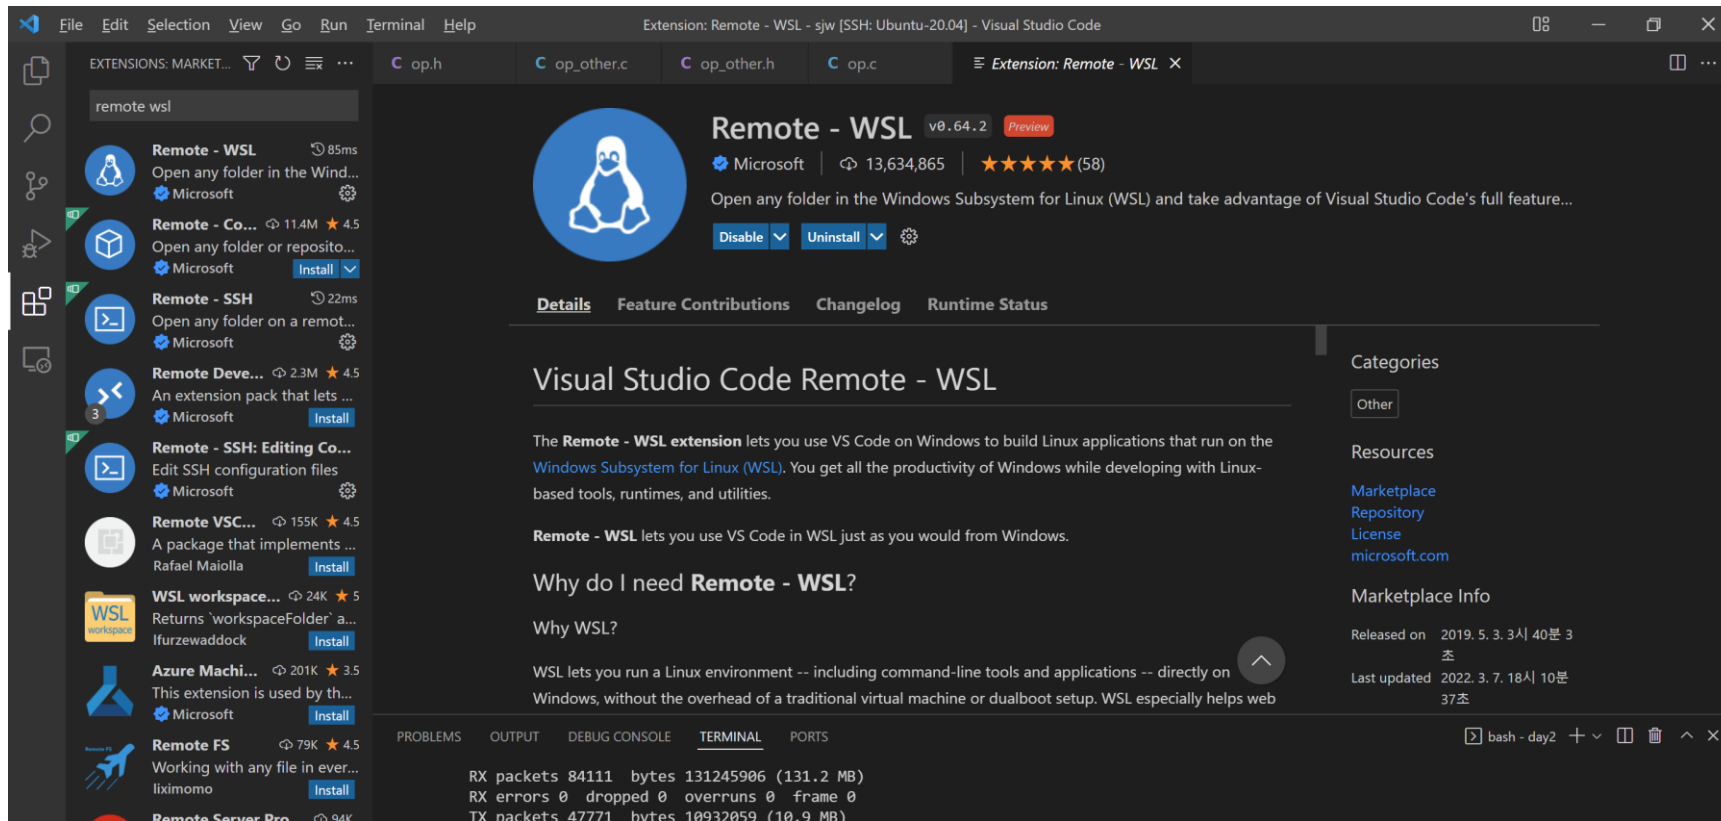 File Edit Selection View Go Run Terminal Help
Extension: Remote - WSL - sjw [SSH: Ubuntu-20.04] - Visual Studio Code
EXTENSIONS: MARKET...
remote wsl
Remote - WSL 85ms
Open any folder in the Wind...
Microsoft
Remote - Co... 11.4M ★ 4.5
Open any folder or reposito...
Microsoft Install
Remote - SSH 22ms
Open any folder on a remot...
Microsoft
Remote Deve... 2.3M ★ 4.5
An extension pack that lets ...
3 Microsoft Install
Remote - SSH: Editing Co...
Edit SSH configuration files
Microsoft
Remote VSC... 155K ★ 4.5
A package that implements ...
Rafael Maiolla Install
WSL workspace... 24K ★ 5
WSL
workspace
Returns `workspaceFolder` a...
lfurzewaddock Install
Azure Machi... 201K ★ 3.5
This extension is used by th...
Microsoft Install
Remote FS 79K ★ 4.5
Working with any file in ever...
liximomo Install
Remote Server Pro... 94K
C op.h
C op_other.c
C op_other.h
C op.c
Extension: Remote - WSL
Remote - WSL v0.64.2 Preview
Microsoft 13,634,865 ★★★★★(58)
Open any folder in the Windows Subsystem for Linux (WSL) and take advantage of Visual Studio Code's full feature...
Disable Uninstall
Details Feature Contributions Changelog Runtime Status
Visual Studio Code Remote - WSL
The Remote - WSL extension lets you use VS Code on Windows to build Linux applications that run on the
Windows Subsystem for Linux (WSL). You get all the productivity of Windows while developing with Linux-
based tools, runtimes, and utilities.
Remote - WSL lets you use VS Code in WSL just as you would from Windows.
Why do I need Remote - WSL?
Why WSL?
WSL lets you run a Linux environment -- including command-line tools and applications -- directly on
Windows, without the overhead of a traditional virtual machine or dualboot setup. WSL especially helps web
Categories
Other
Resources
Marketplace
Repository
License
microsoft.com
Marketplace Info
Released on 2019. 5. 3. 3시 40분 3
초
Last updated 2022. 3. 7. 18시 10분
37초
PROBLEMS OUTPUT DEBUG CONSOLE TERMINAL PORTS
bash - day2
RX packets 84111 bytes 131245906 (131.2 MB)
RX errors 0 dropped 0 overruns 0 frame 0
TX packets 47771 bytes 10932059 (10.9 MB)